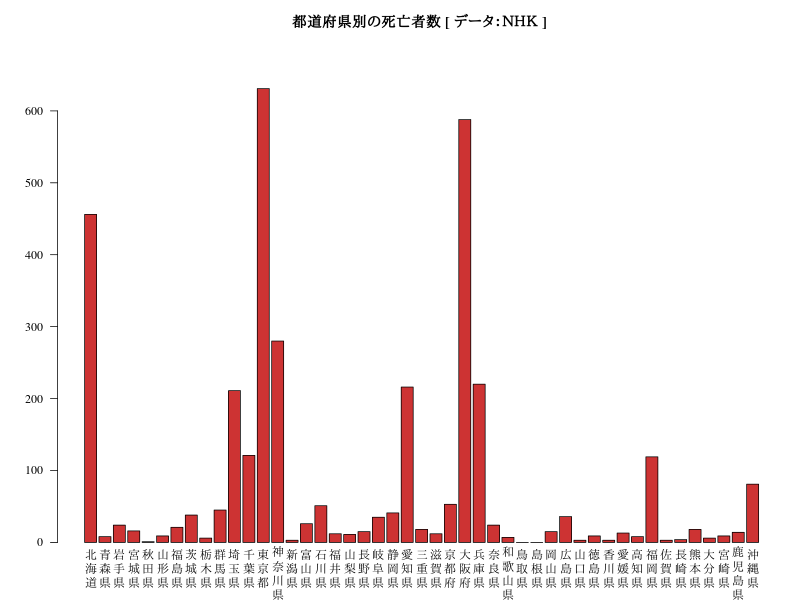 都道府県別の死亡者数 [ データ：NHK ]
600
500
400
300
200
100
0
北海道
青森県
岩手県
宮城県
秋田県
山形県
福島県
茨城県
栃木県
群馬県
埼玉県
千葉県
東京都
神奈川県
新潟県
富山県
石川県
福井県
山梨県
長野県
岐阜県
静岡県
愛知県
三重県
滋賀県
京都府
大阪府
兵庫県
奈良県
和歌山県
鳥取県
島根県
岡山県
広島県
山口県
徳島県
香川県
愛媛県
高知県
福岡県
佐賀県
長崎県
熊本県
大分県
宮崎県
鹿児島県
沖縄県